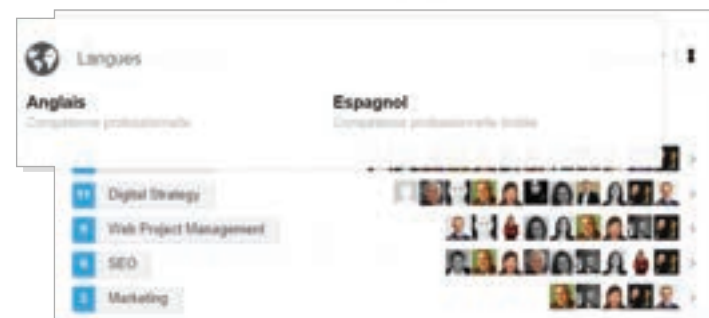 Langues
Anglais Espagnol
Compétence professionnelle Compétence professionnelle limitée
11 Digital Strategy
Web Project Management
SEO
Marketing